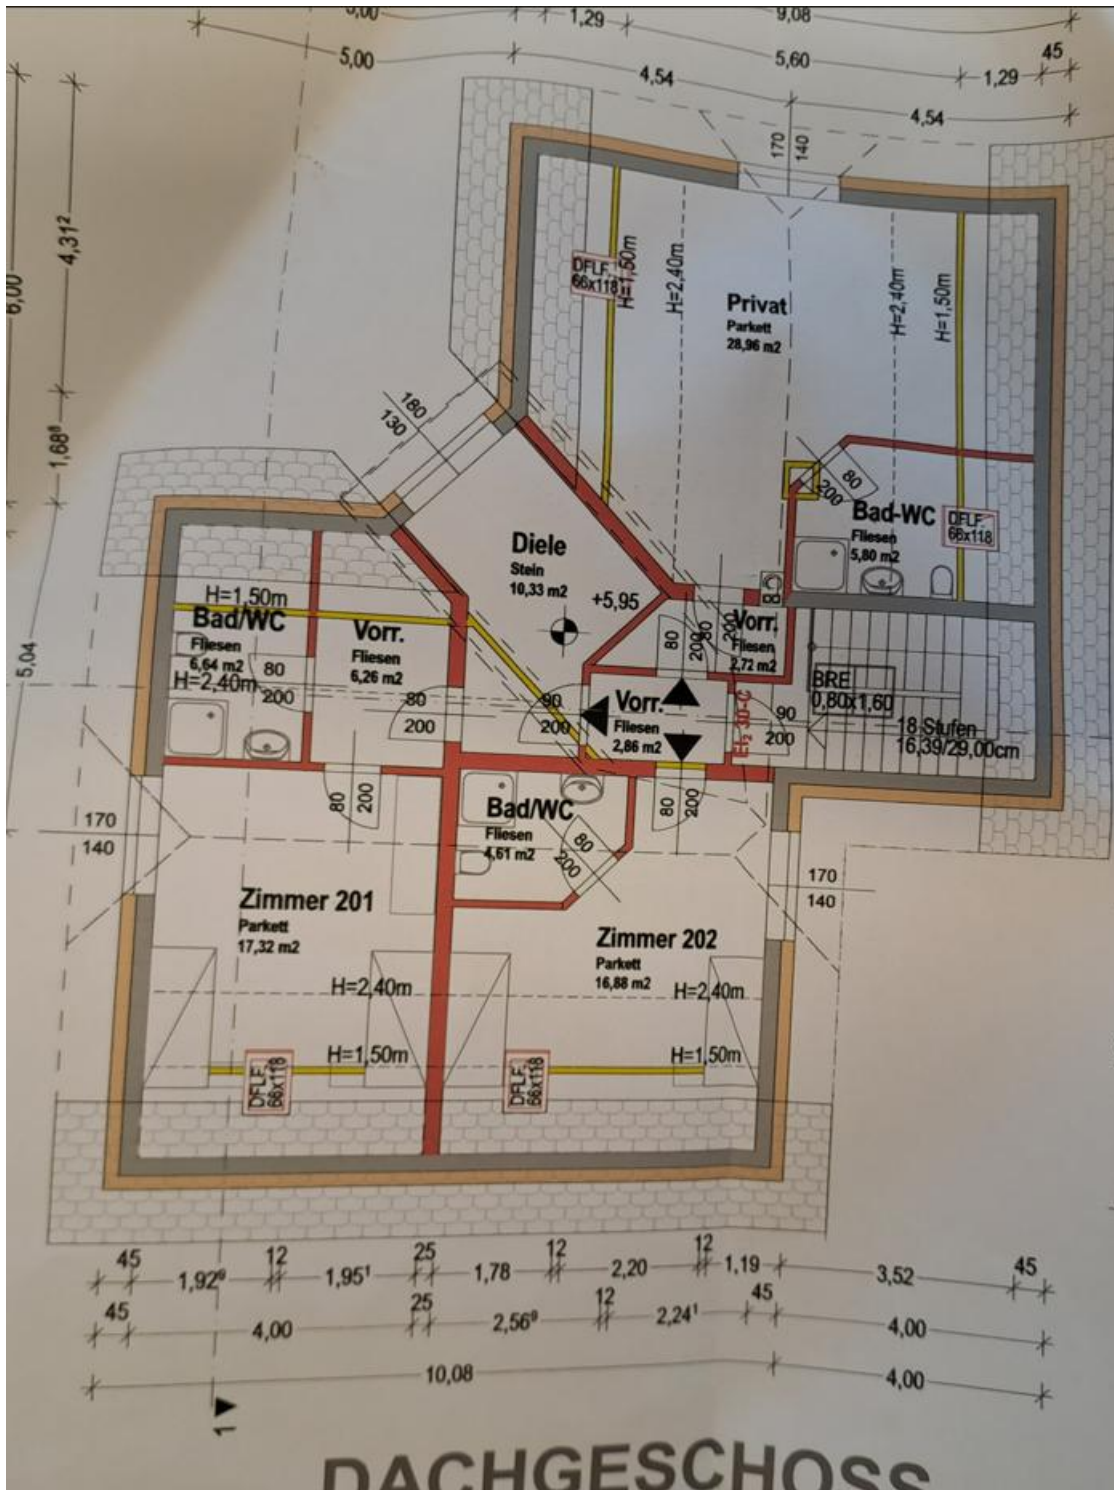 5,00
1,29
9,08
5,00
4,54
5,60
45
1,29
4,54
170
140
4,31²
6,00
1,68⁸
5,04
DFLF.
66x118
H=1,50m
H=2,40m
H=2,40m
H=1,50m
Privat
Parkett
28,96 m2
180
130
80
200
Bad-WC
Fliesen
5,80 m2
DFLF.
66x118
Diele
Stein
10,33 m2
+5,95
H=1,50m
Bad/WC
Fliesen
6,64 m2
H=2,40m
80
200
Vorr.
Fliesen
6,26 m2
80
200
90
200
80
200
80
200
Vorr.
Fliesen
2,72 m2
Vorr.
Fliesen
2,86 m2
EI₂ 30-C
90
200
BRE
0,80x1,60
18 Stufen
16,39/29,00cm
80
200
80
200
Bad/WC
Fliesen
4,61 m2
80
200
170
140
170
140
Zimmer 201
Parkett
17,32 m2
Zimmer 202
Parkett
16,88 m2
H=2,40m
H=2,40m
H=1,50m
H=1,50m
DFLF.
66x118
DFLF.
66x118
45
12
25
12
12
1,92⁹
1,95¹
1,78
2,20
1,19
3,52
45
45
4,00
25
2,56⁹
12
2,24¹
45
4,00
10,08
4,00
1
DACHGESCHOSS